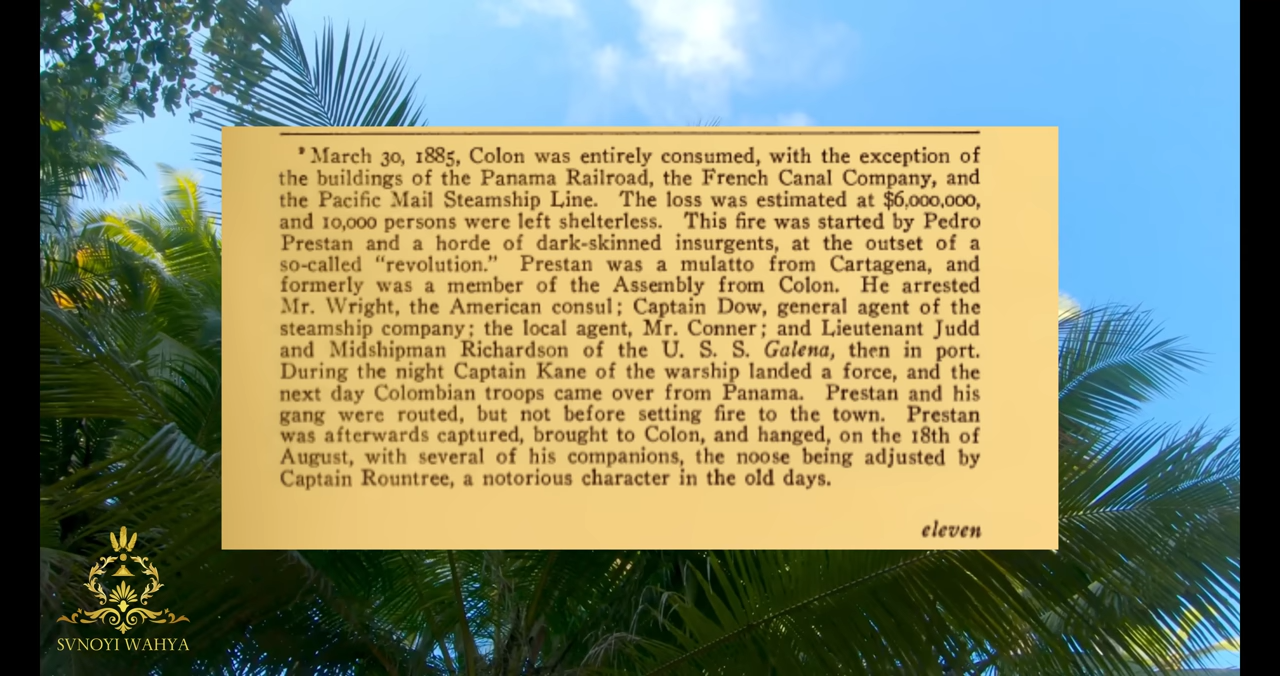 * March 30, 1885, Colon was entirely consumed, with the exception of
the buildings of the Panama Railroad, the French Canal Company, and
the Pacific Mail Steamship Line. The loss was estimated at $6,000,000,
and 10,000 persons were left shelterless. This fire was started by Pedro
Prestan and a horde of dark-skinned insurgents, at the outset of a
so-called “revolution.” Prestan was a mulatto from Cartagena, and
formerly was a member of the Assembly from Colon. He arrested
Mr. Wright, the American consul; Captain Dow, general agent of the
steamship company; the local agent, Mr. Conner; and Lieutenant Judd
and Midshipman Richardson of the U. S. S. Galena, then in port.
During the night Captain Kane of the warship landed a force, and the
next day Colombian troops came over from Panama. Prestan and his
gang were routed, but not before setting fire to the town. Prestan
was afterwards captured, brought to Colon, and hanged, on the 18th of
August, with several of his companions, the noose being adjusted by
Captain Rountree, a notorious character in the old days.
eleven
SVNOYI WAHYA